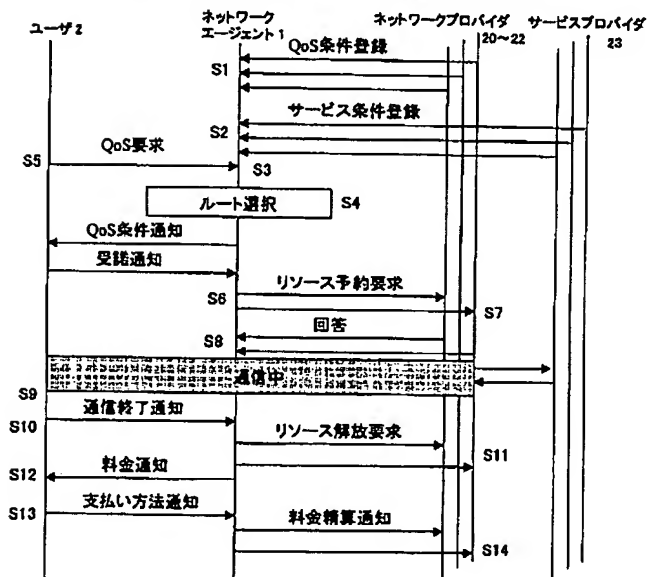 ユーザ 2
ネットワーク
エージェント 1
ネットワークプロバイダ
20～22
サービスプロバイダ
23
QoS条件登録
S1
サービス条件登録
S2
QoS要求
S5
S3
ルート選択
S4
QoS条件通知
受諾通知
リソース予約要求
S6
S7
回答
S8
通信中
S9
通信終了通知
S10
リソース解放要求
S11
料金通知
S12
支払い方法通知
S13
料金精算通知
S14